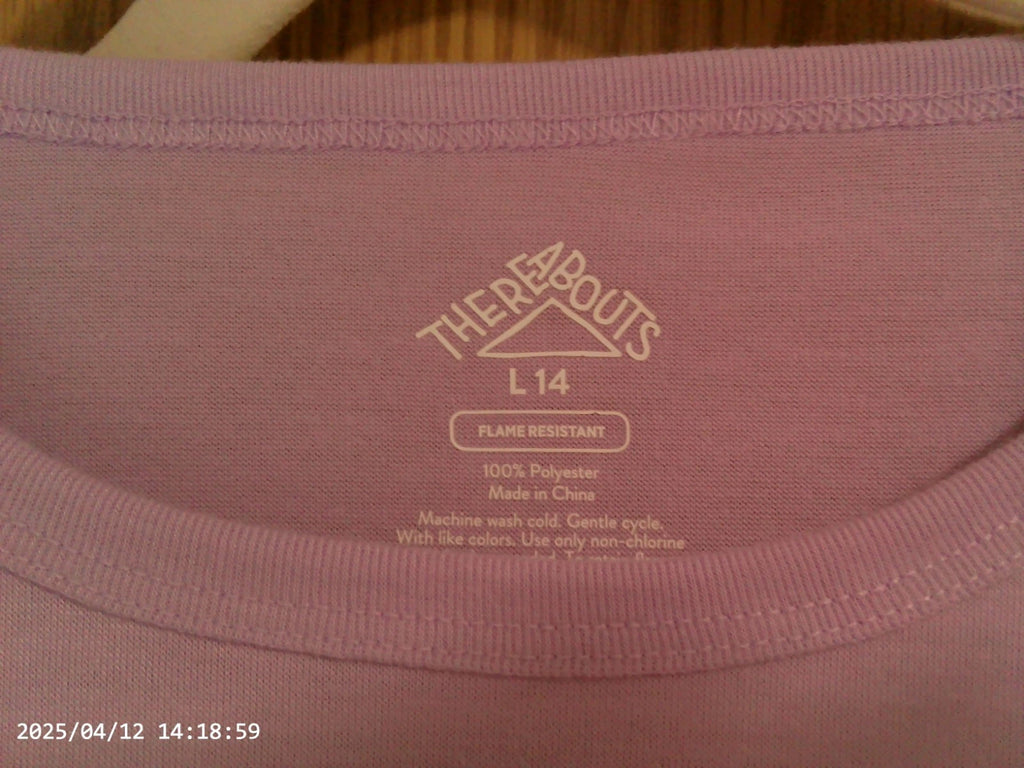 THEREABOUTS
L 14
FLAME RESISTANT
100% Polyester
Made in China
Machine wash cold. Gentle cycle.
With like colors. Use only non-chlorine
2025/04/12 14:18:59